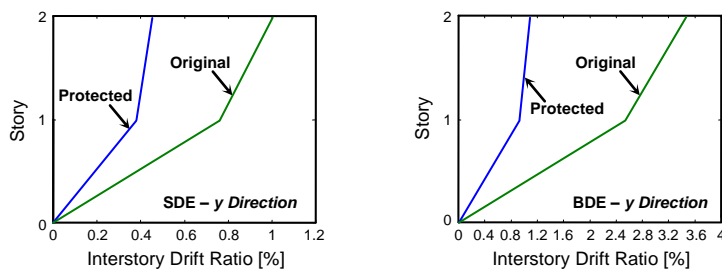 2
1
0
Story
Protected
Original
SDE – y Direction
0 0.2 0.4 0.6 0.8 1 1.2
Interstory Drift Ratio [%]
2
1
0
Story
Original
Protected
BDE – y Direction
0 0.4 0.8 1.2 1.6 2 2.4 2.8 3.2 3.6 4
Interstory Drift Ratio [%]